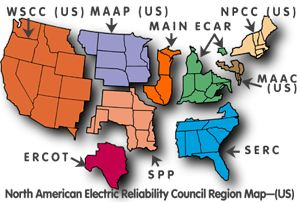 WSCC (US)
MAAP (US)
MAIN
ECAR
NPCC (US)
MAAC
(US)
ERCOT
SPP
SERC
North American Electric Reliability Council Region Map—(US)